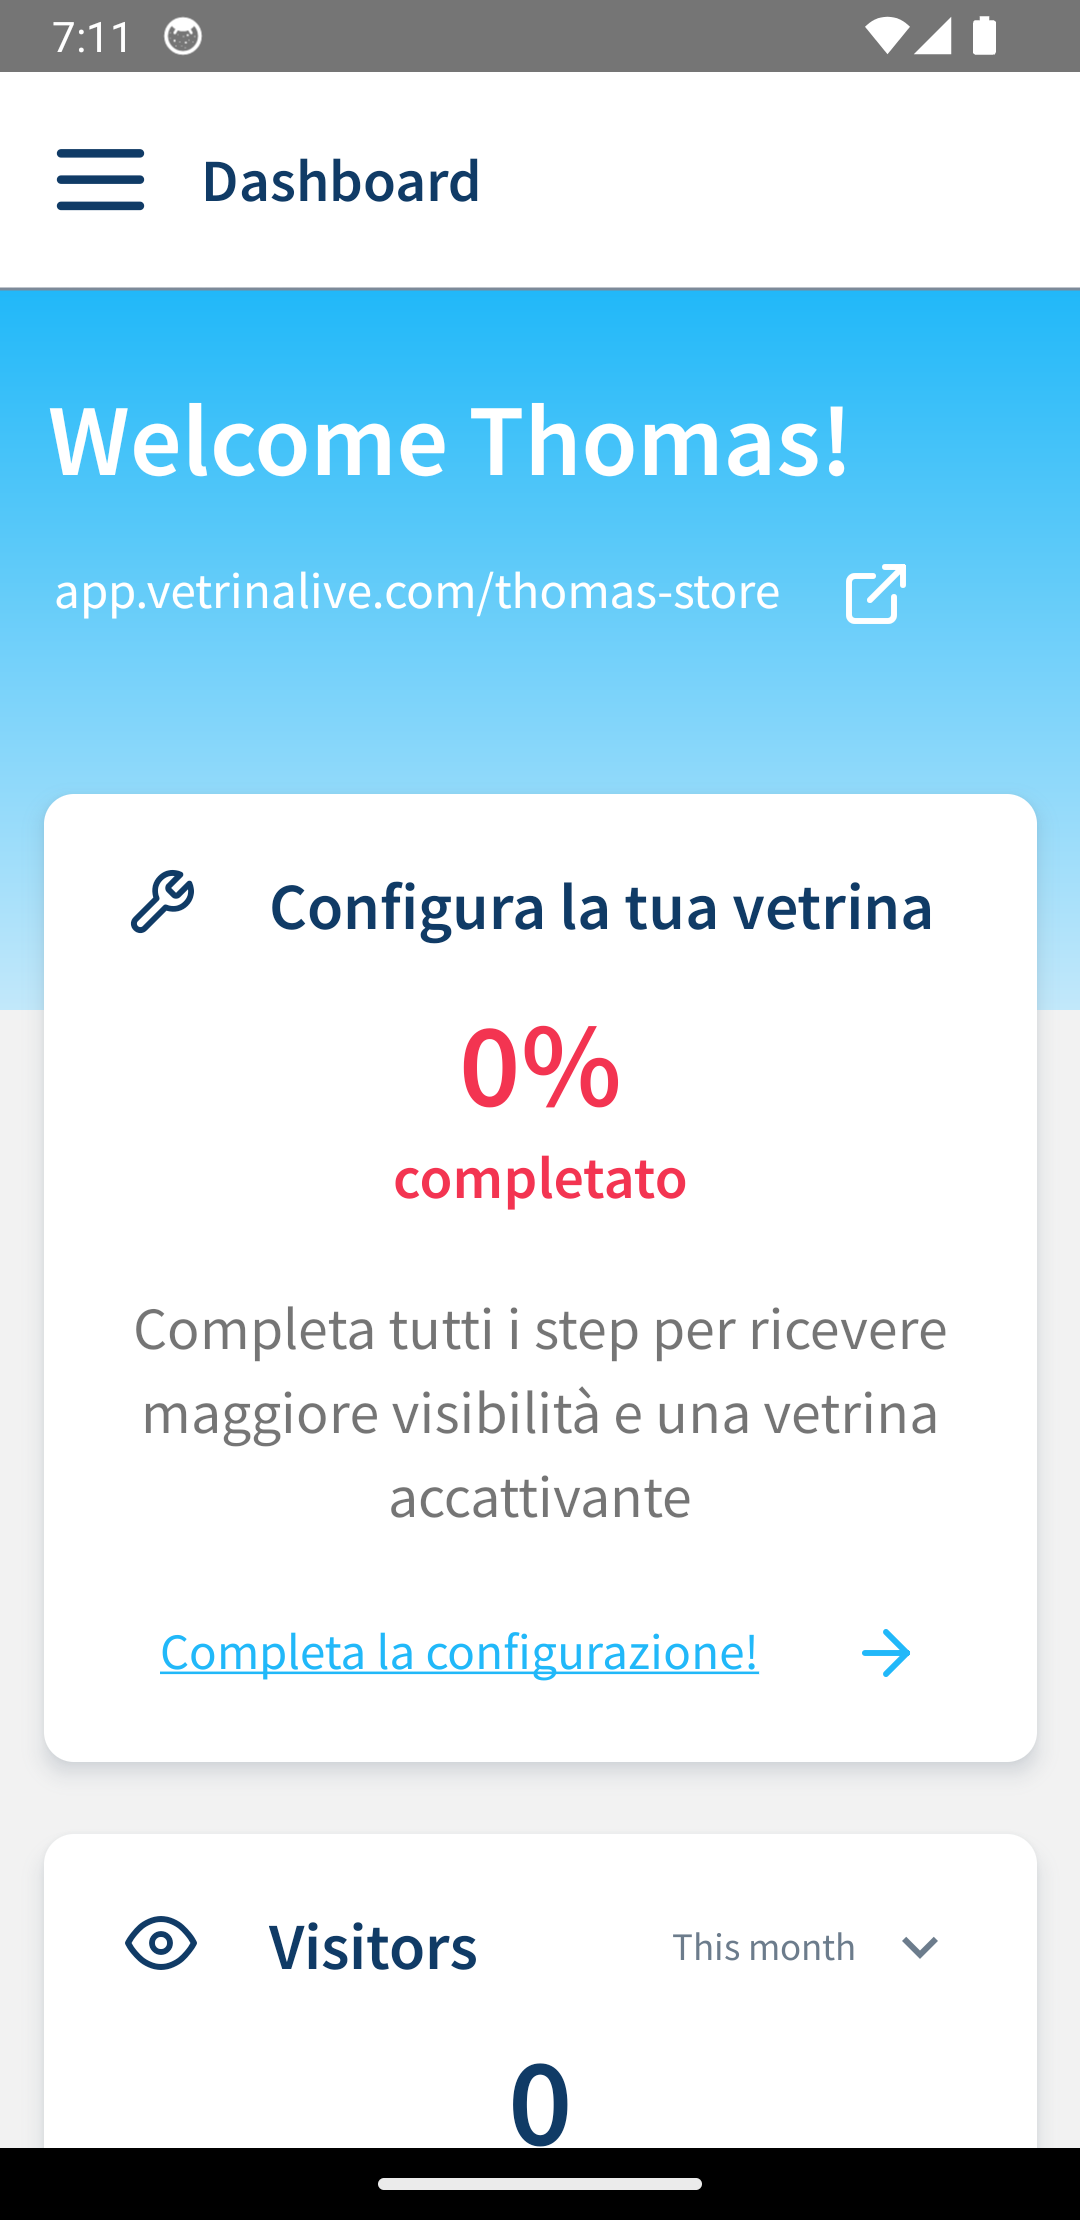 7:11
Dashboard
Welcome Thomas!
app.vetrinalive.com/thomas-store
Configura la tua vetrina
0%
completato
Completa tutti i step per ricevere
maggiore visibilità e una vetrina
accattivante
Completa la configurazione!
Visitors
This month
0